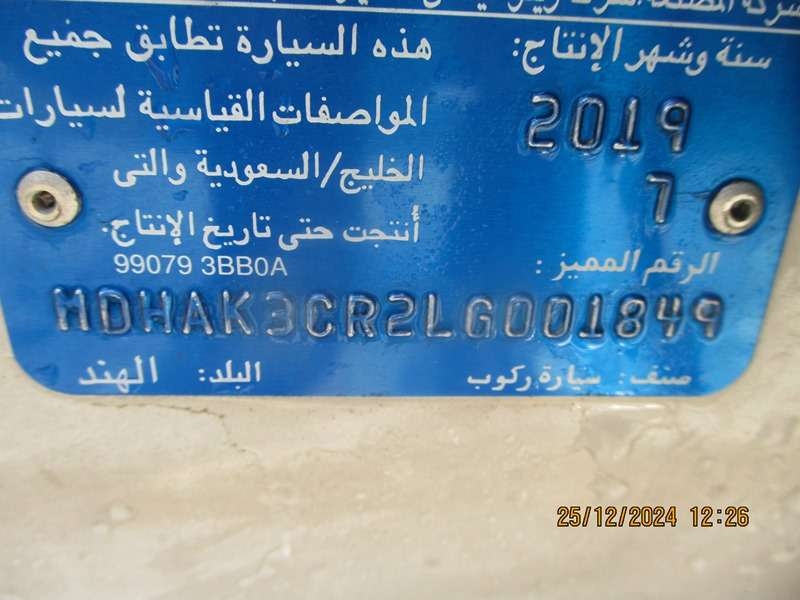 سنة وشهر الإنتاج: هذه السيارة تطابق جميع
2019 المواصفات القياسية لسيارات
7 الخليج/السعودية والتى
أنتجت حتى تاريخ الإنتاج.
الرقم المميز : 99079 3BB0A
MDHAK3CR2LG001849
صنف: سيارة ركوب البلد: الهند
25/12/2024 12:26